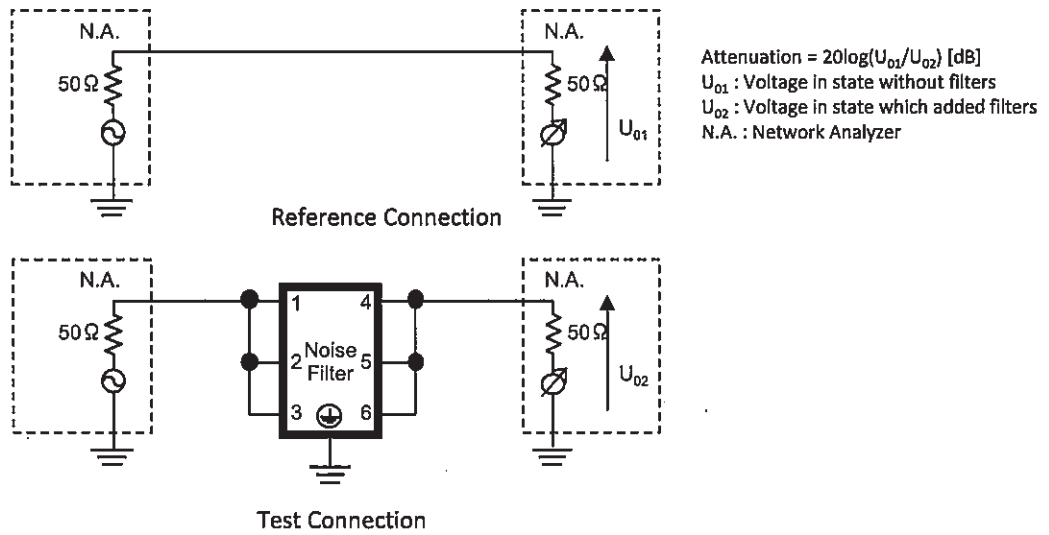 N.A.
50Ω
N.A.
50Ω
U01
Attenuation = 20log(U01/U02) [dB]
U01 : Voltage in state without filters
U02 : Voltage in state which added filters
N.A. : Network Analyzer
Reference Connection
N.A.
50Ω
1
4
2
Noise
Filter
5
3
6
N.A.
50Ω
U02
Test Connection